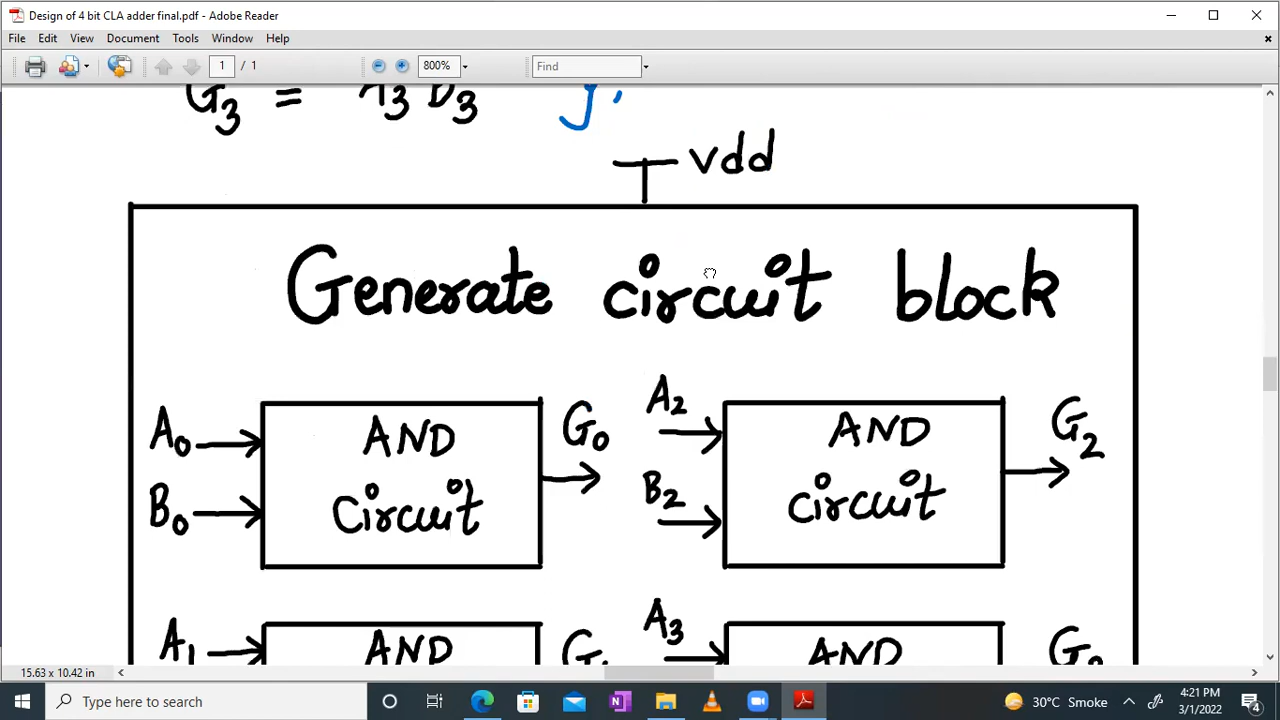 Design of 4 bit CLA adder final.pdf - Adobe Reader
File Edit View Document Tools Window Help
1 / 1 800% Find
G3 = A3 B3
vdd
Generate circuit block
A0 AND circuit G0
B0
A2 AND circuit G2
B2
A1 AND
A3 AND
15.63 x 10.42 in
Type here to search
30°C Smoke
4:21 PM
3/1/2022
4